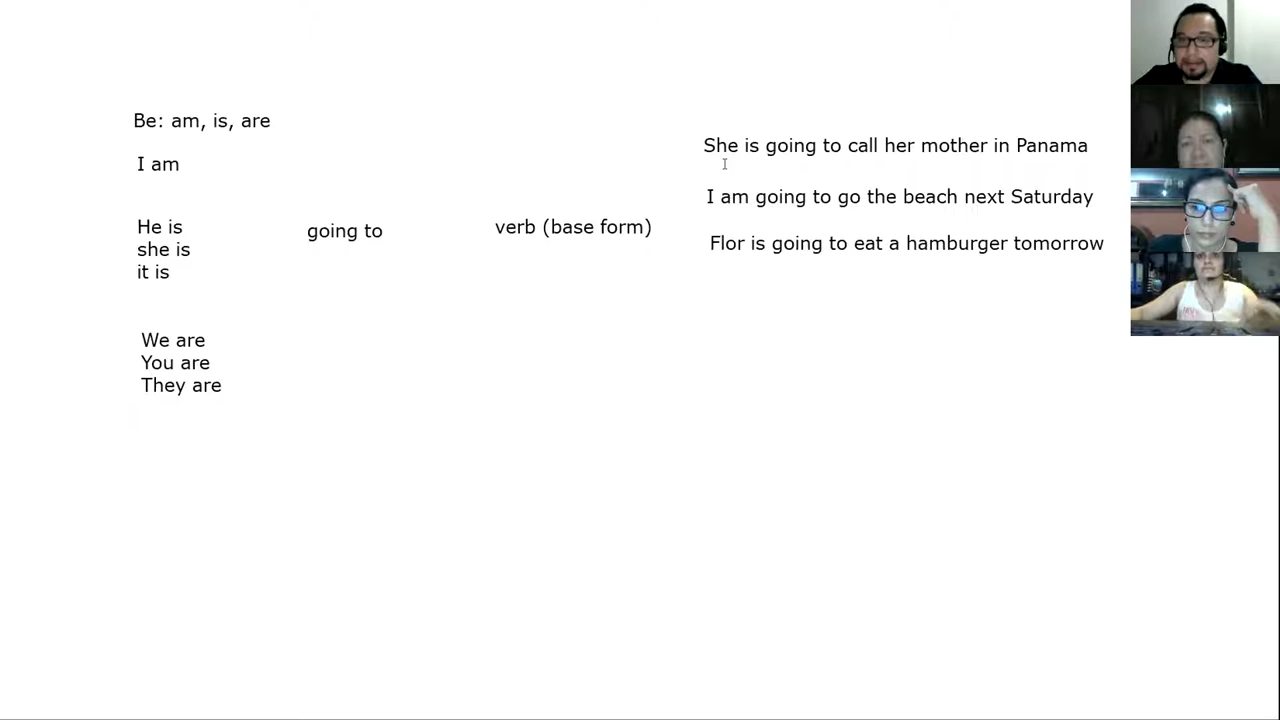 Be: am, is, are
I am
He is
she is
it is
going to
verb (base form)
We are
You are
They are
She is going to call her mother in Panama
I am going to go the beach next Saturday
Flor is going to eat a hamburger tomorrow